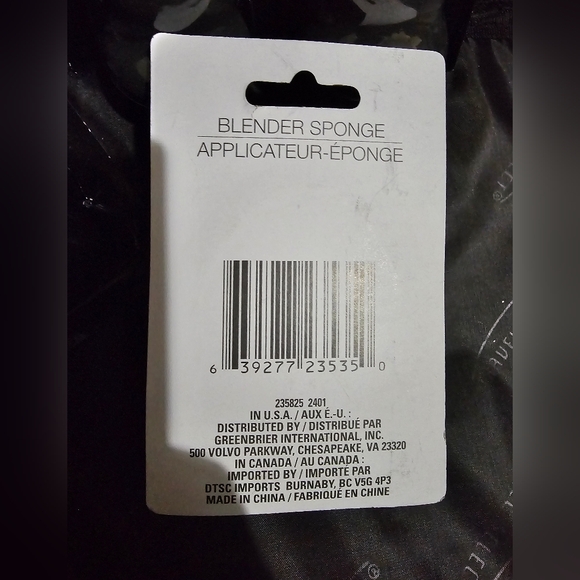 BLENDER SPONGE
APPLICATEUR-ÉPONGE
6 39277 23535 0
235825 2401
IN U.S.A. / AUX É.-U. :
DISTRIBUTED BY / DISTRIBUÉ PAR
GREENBRIER INTERNATIONAL, INC.
500 VOLVO PARKWAY, CHESAPEAKE, VA 23320
IN CANADA / AU CANADA :
IMPORTED BY / IMPORTÉ PAR
DTSC IMPORTS BURNABY, BC V5G 4P3
MADE IN CHINA / FABRIQUÉ EN CHINE